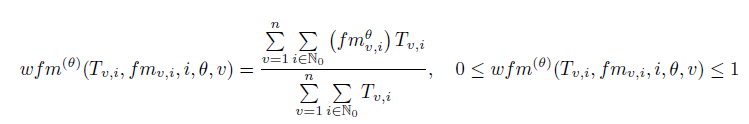 wfm^{(θ)}(T_{v,i}, fm_{v,i}, i, θ, v) = \frac{\sum_{v=1}^{n} \sum_{i∈ℕ_0} (fm_{v,i}^{θ}) T_{v,i}}{\sum_{v=1}^{n} \sum_{i∈ℕ_0} T_{v,i}}, 0 ≤ wfm^{(θ)}(T_{v,i}, fm_{v,i}, i, θ, v) ≤ 1